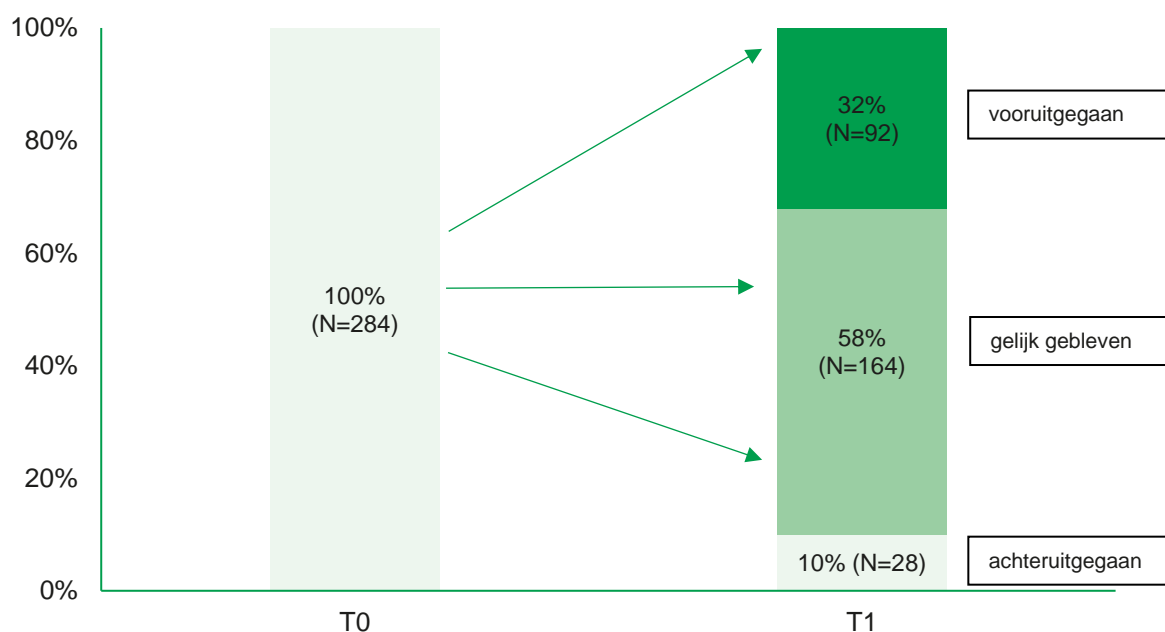 100%
80%
60%
40%
20%
0%
100%
(N=284)
32%
(N=92)
58%
(N=164)
10% (N=28)
vooruitgegaan
gelijk gebleven
achteruitgegaan
T0
T1